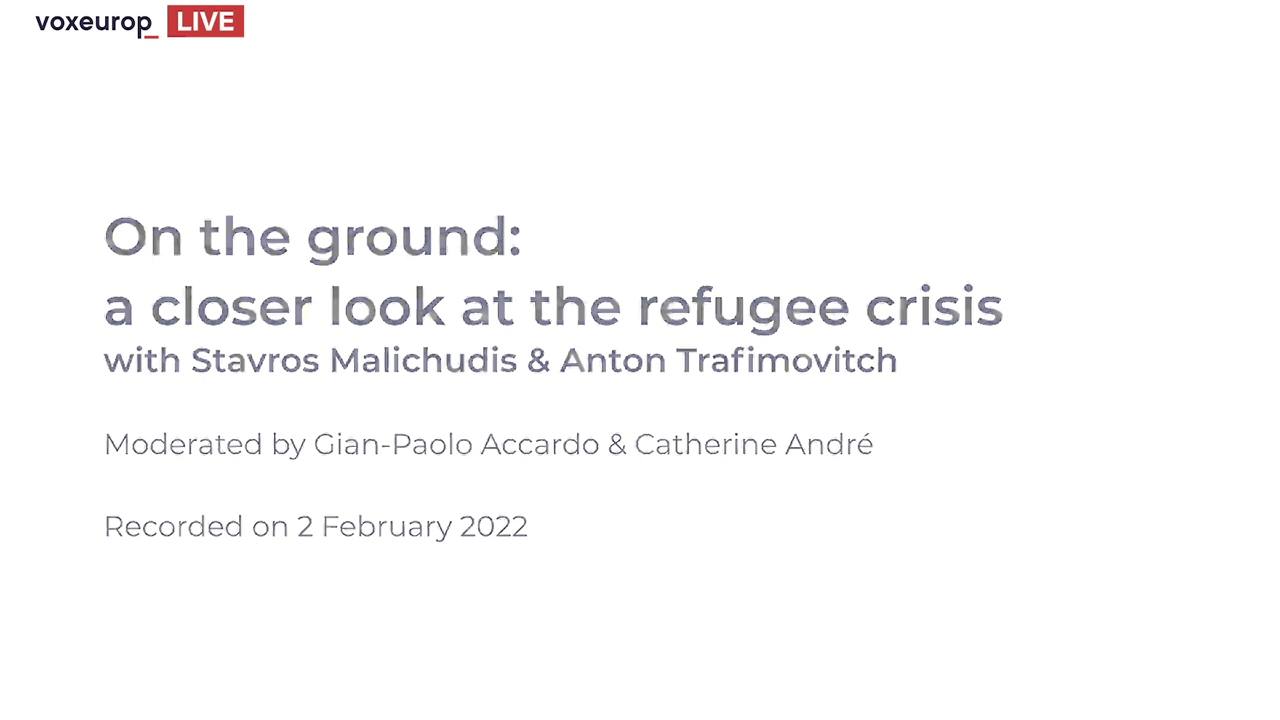 voxeurop_ LIVE
On the ground:
a closer look at the refugee crisis
with Stavros Malichudis & Anton Trafimovitch
Moderated by Gian-Paolo Accardo & Catherine André
Recorded on 2 February 2022